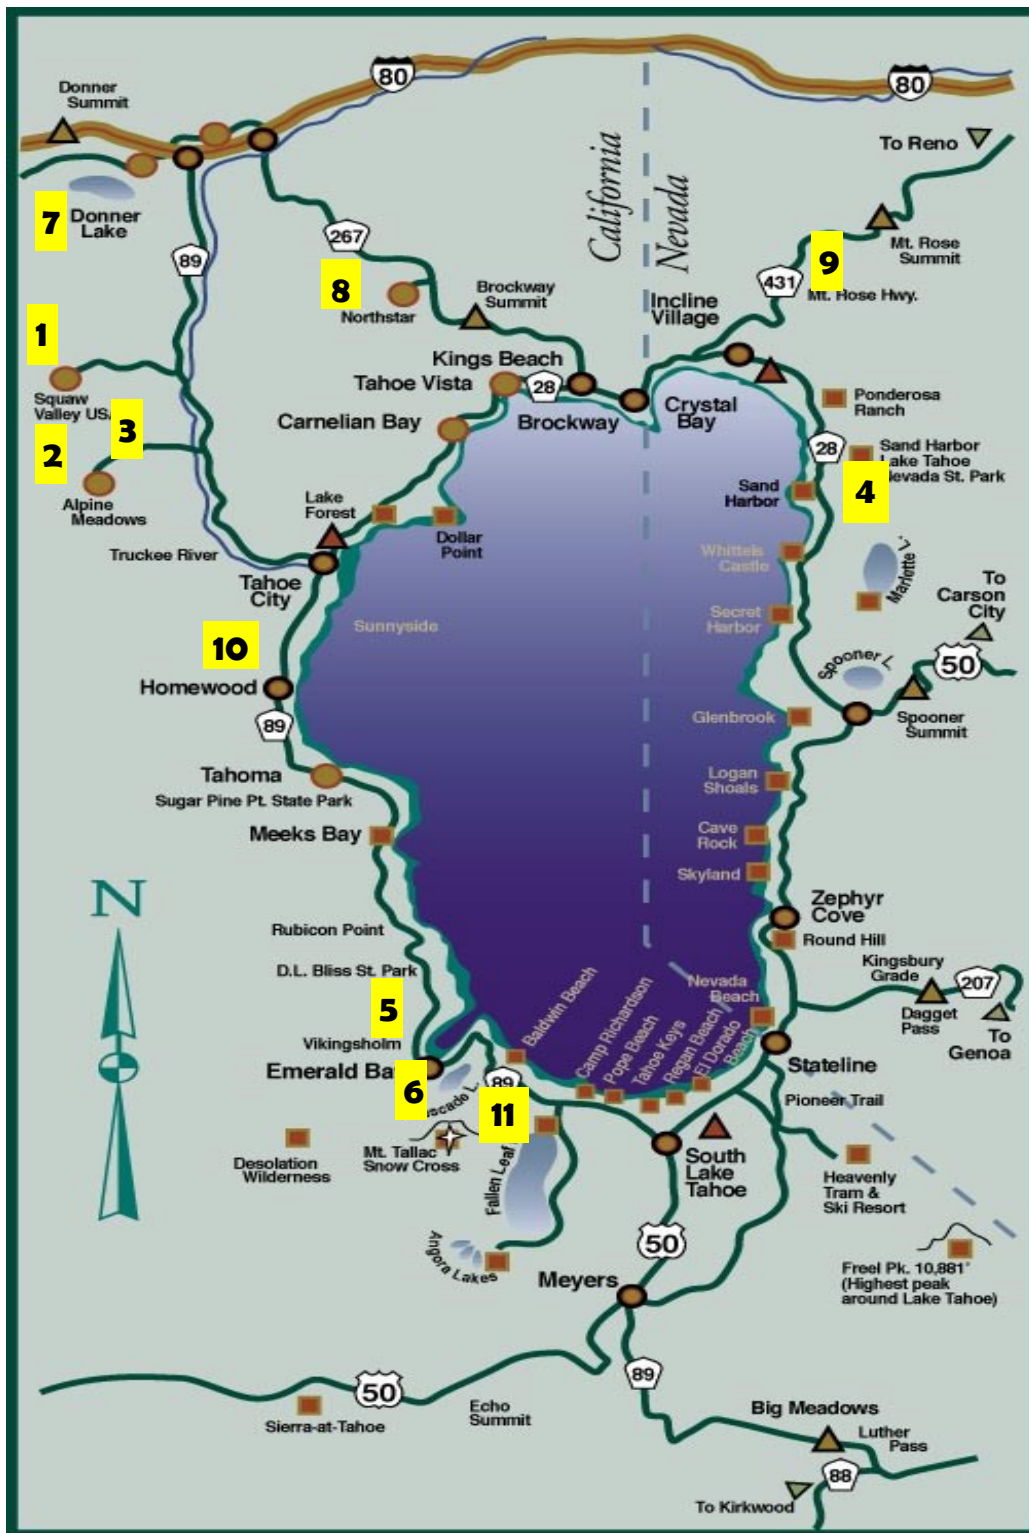 80
80
Donner
Summit
To Reno
California
Nevada
7
Donner
Lake
267
89
9
Mt. Rose
Summit
431
Mt. Rose Hwy.
8
Northstar
Brockway
Summit
Incline
Village
1
Squaw
Valley US
Kings Beach
Tahoe Vista
28
Brockway
Crystal
Bay
Ponderosa
Ranch
3
Carnelian Bay
2
Alpine
Meadows
28
Sand Harbor
Lake Tahoe
Nevada St. Park
4
Sand
Harbor
Lake
Forest
Dollar
Point
Truckee River
Tahoe
City
Whittels
Castle
Marlette L.
To
Carson
City
Sunnyside
Secret
Harbor
10
Homewood
Spooner L.
50
Spooner
Summit
89
Glenbrook
Tahoma
Sugar Pine Pt. State Park
Logan
Shoals
Meeks Bay
Cave
Rock
Skyland
N
Zephyr
Cove
Rubicon Point
Round Hill
D.L. Bliss St. Park
Kingsbury
Grade
207
Dagget
Pass
To
Genoa
5
Vikingsholm
Emerald Ba
6
Baldwin Beach
Camp Richardson
Pope Beach
Tahoe Keys
Regan Beach
El Dorado
Beach
Nevada
Beach
Stateline
89
scade L.
11
Pioneer Trail
Desolation
Wilderness
Mt. Tallac
Snow Cross
Fallen Leaf
South
Lake
Tahoe
Heavenly
Tram &
Ski Resort
Angora Lakes
50
Meyers
Freel Pk. 10,881'
(Highest peak
around Lake Tahoe)
89
50
Echo
Summit
Sierra-at-Tahoe
Big Meadows
Luther
Pass
88
To Kirkwood